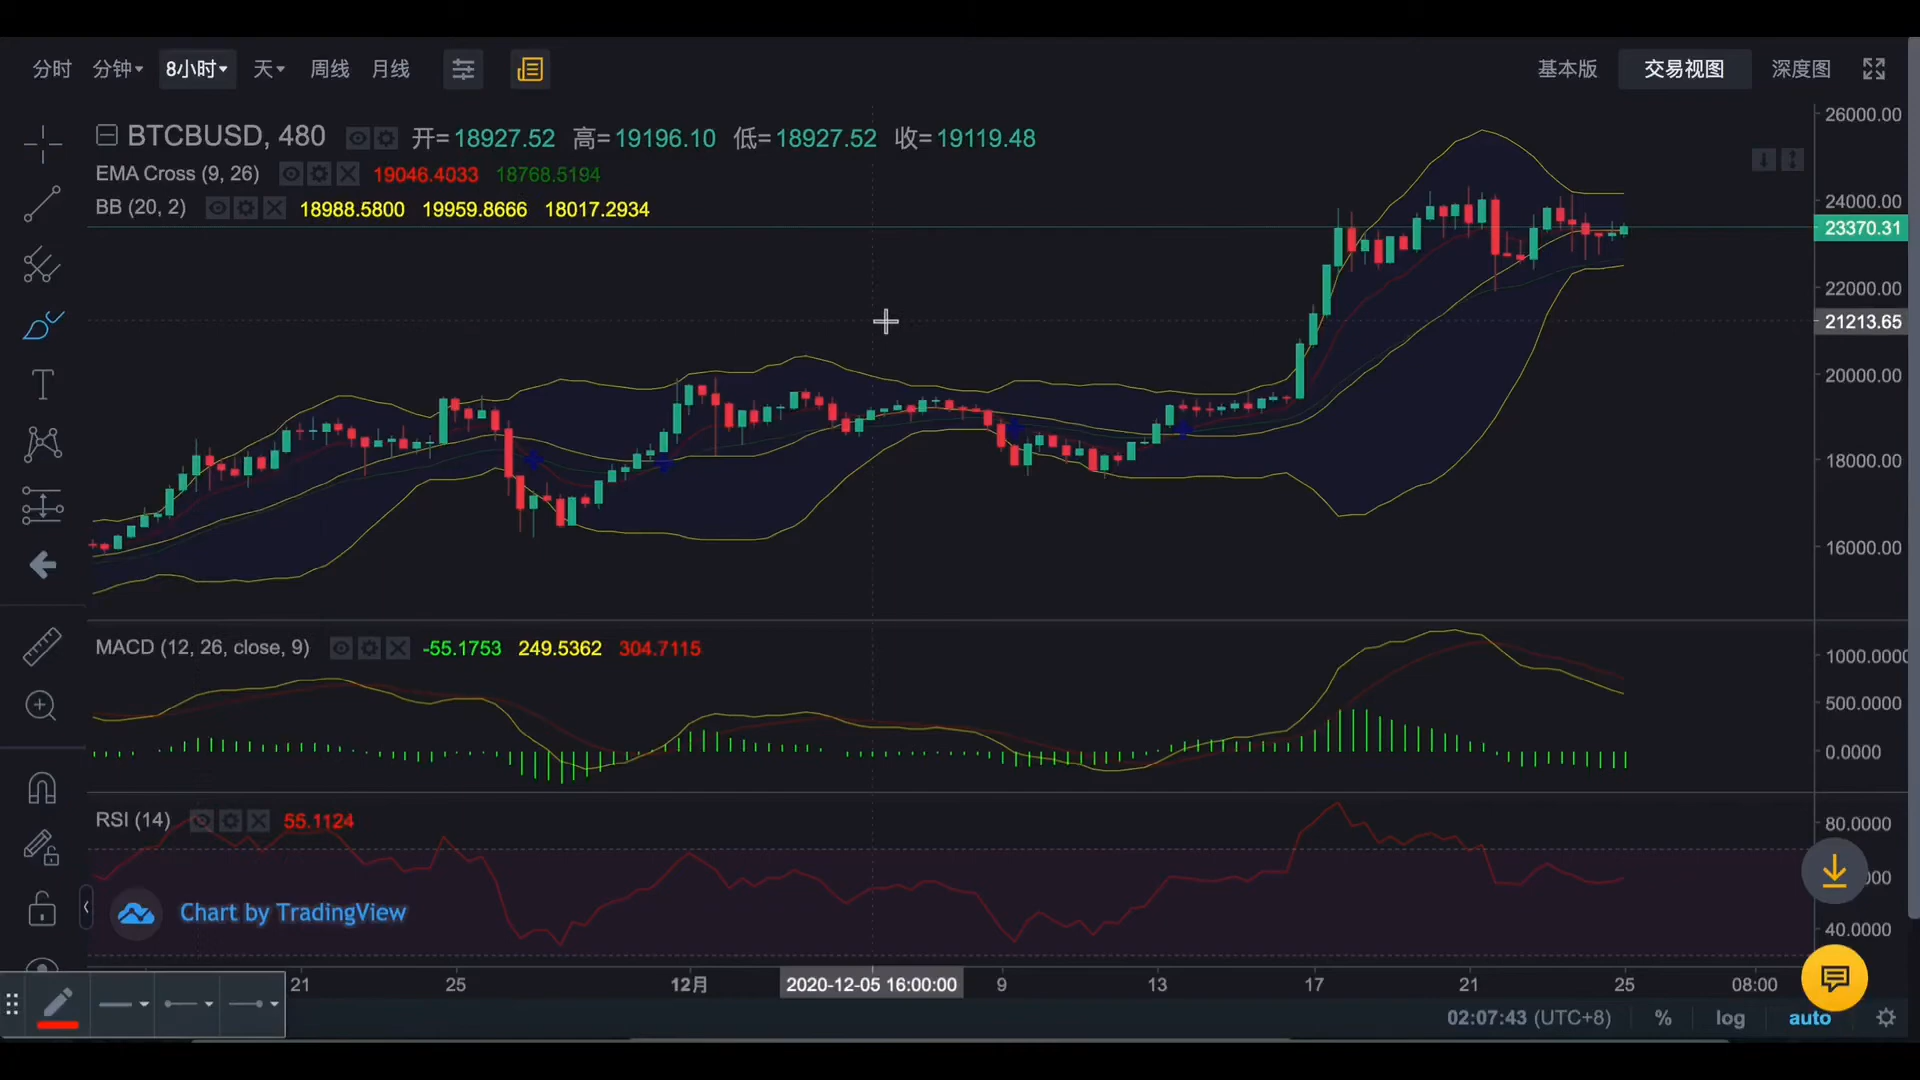 分时 分钟 8小时 天 周线 月线 基本版 交易视图 深度图
BTCBUSD, 480 开=18927.52 高=19196.10 低=18927.52 收=19119.48
EMA Cross (9, 26) 19046.4033 18768.5194
BB (20, 2) 18988.5800 19959.8666 18017.2934
26000.00
24000.00
23370.31
22000.00
21213.65
20000.00
18000.00
16000.00
MACD (12, 26, close, 9) -55.1753 249.5362 304.7115
1000.0000
500.0000
0.0000
RSI (14) 55.1124
80.0000
40.0000
Chart by TradingView
21 25 12月 2020-12-05 16:00:00 9 13 17 21 25 08:00
02:07:43 (UTC+8) % log auto